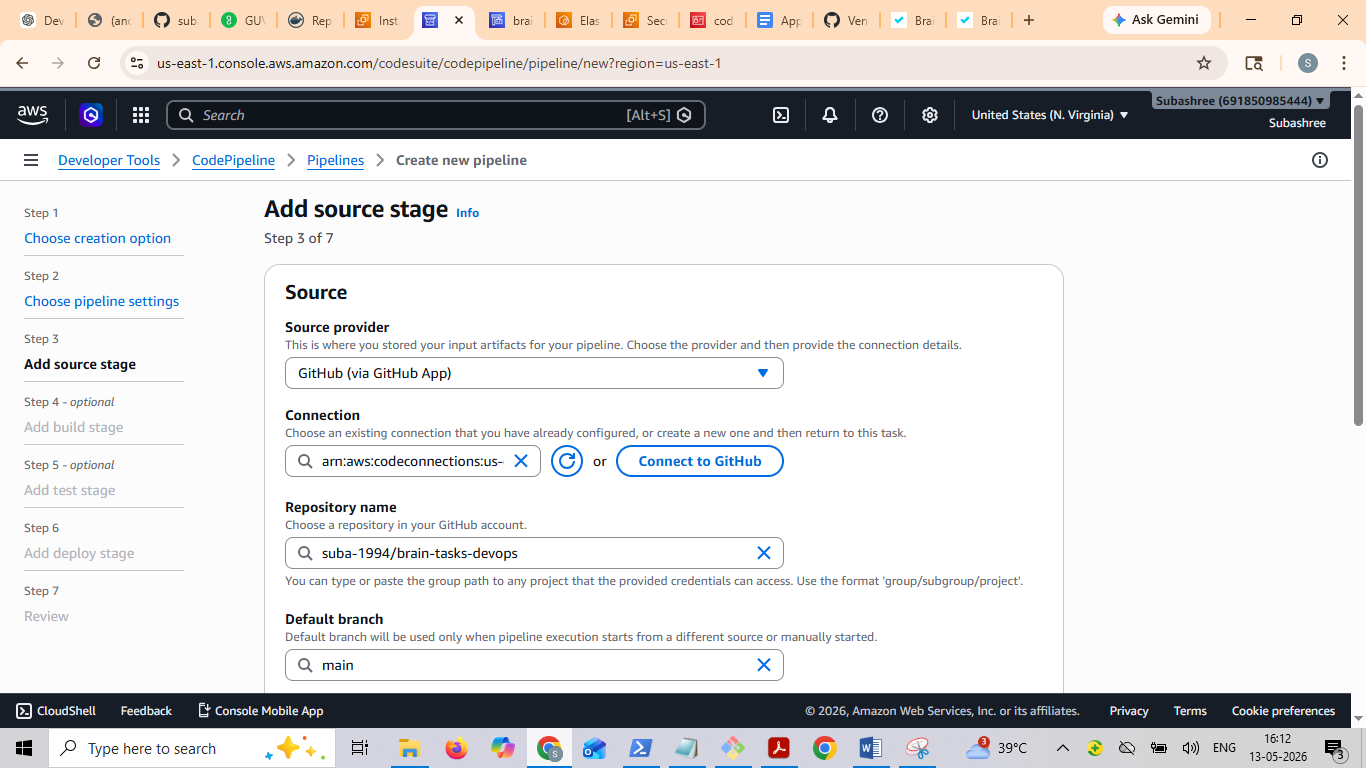 Dev
(and
sub
GUV
Rep
Inst
brai
Elas
Secu
cod
App
Ven
Brai
Brai
Ask Gemini
us-east-1.console.aws.amazon.com/codesuite/codepipeline/pipeline/new?region=us-east-1
S
aws
Search
[Alt+S]
United States (N. Virginia)
Subashree (691850985444)
Subashree
Developer Tools
CodePipeline
Pipelines
Create new pipeline
Step 1
Choose creation option
Step 2
Choose pipeline settings
Step 3
Add source stage
Step 4 - optional
Add build stage
Step 5 - optional
Add test stage
Step 6
Add deploy stage
Step 7
Review
Add source stage Info
Step 3 of 7
Source
Source provider
This is where you stored your input artifacts for your pipeline. Choose the provider and then provide the connection details.
GitHub (via GitHub App)
Connection
Choose an existing connection that you have already configured, or create a new one and then return to this task.
arn:aws:codeconnections:us-
or
Connect to GitHub
Repository name
Choose a repository in your GitHub account.
suba-1994/brain-tasks-devops
You can type or paste the group path to any project that the provided credentials can access. Use the format 'group/subgroup/project'.
Default branch
Default branch will be used only when pipeline execution starts from a different source or manually started.
main
CloudShell
Feedback
Console Mobile App
© 2026, Amazon Web Services, Inc. or its affiliates.
Privacy
Terms
Cookie preferences
Type here to search
3
39°C
ENG
16:12
13-05-2026
3